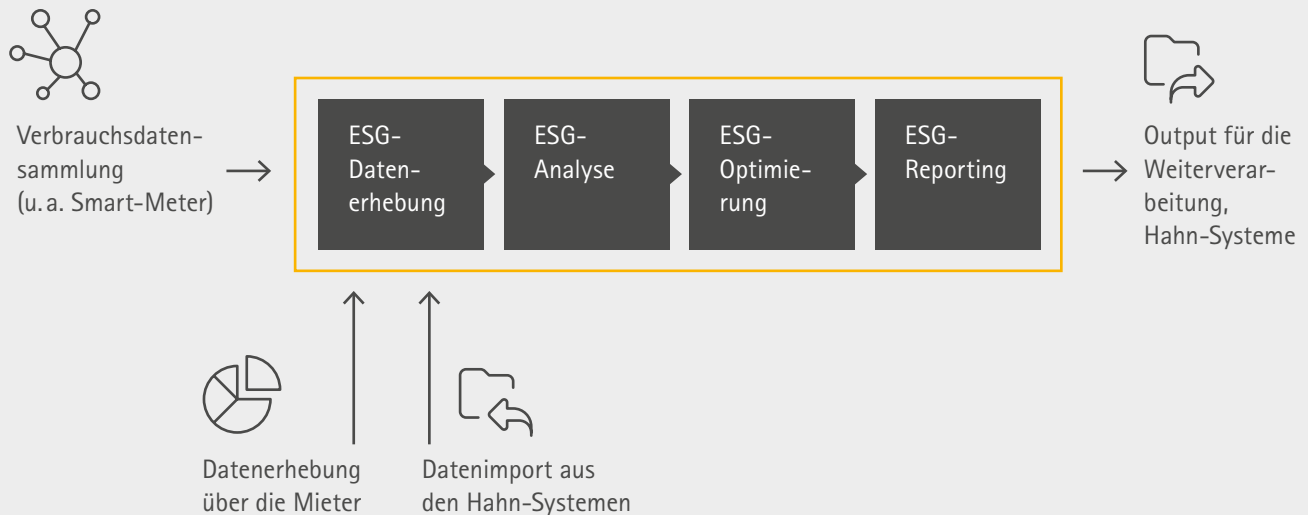 Verbrauchsdaten-
sammlung
(u. a. Smart-Meter)
ESG-
Daten-
erhebung
ESG-
Analyse
ESG-
Optimie-
rung
ESG-
Reporting
Output für die
Weiterverar-
beitung,
Hahn-Systeme
Datenerhebung
über die Mieter
Datenimport aus
den Hahn-Systemen